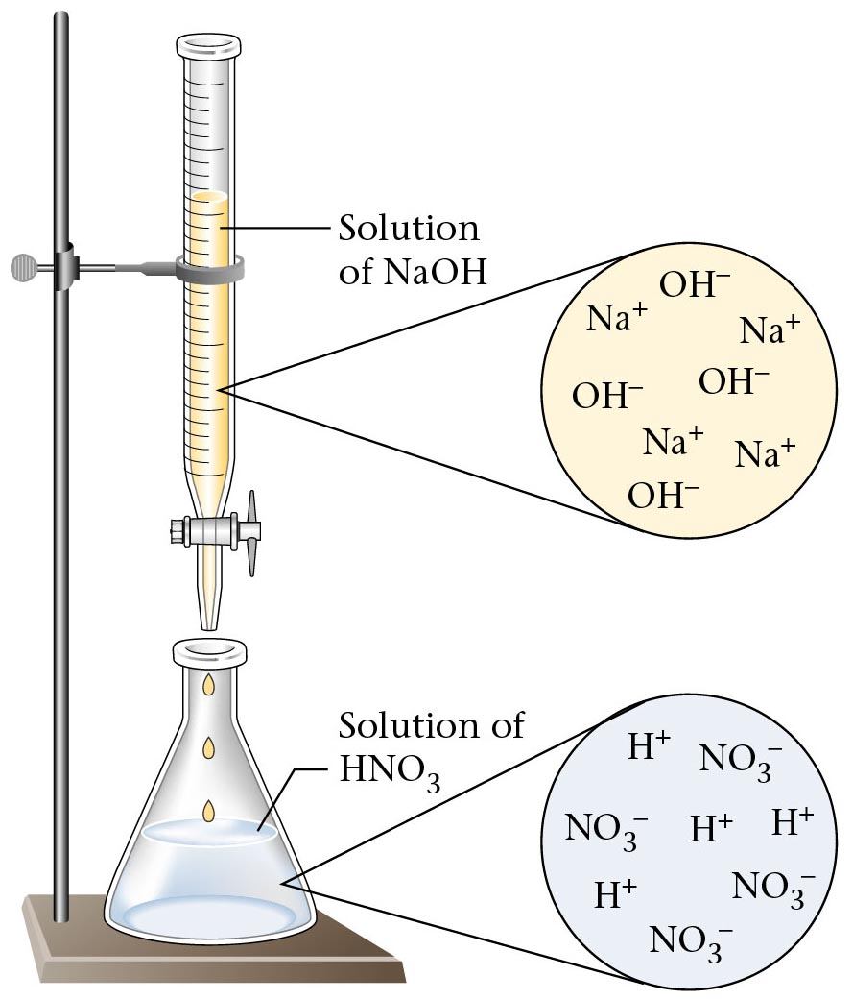 Solution
of NaOH
OH⁻
Na⁺
Na⁺
OH⁻
OH⁻
Na⁺
Na⁺
OH⁻
Solution of
HNO₃
H⁺
NO₃⁻
NO₃⁻
H⁺
H⁺
H⁺
NO₃⁻
NO₃⁻